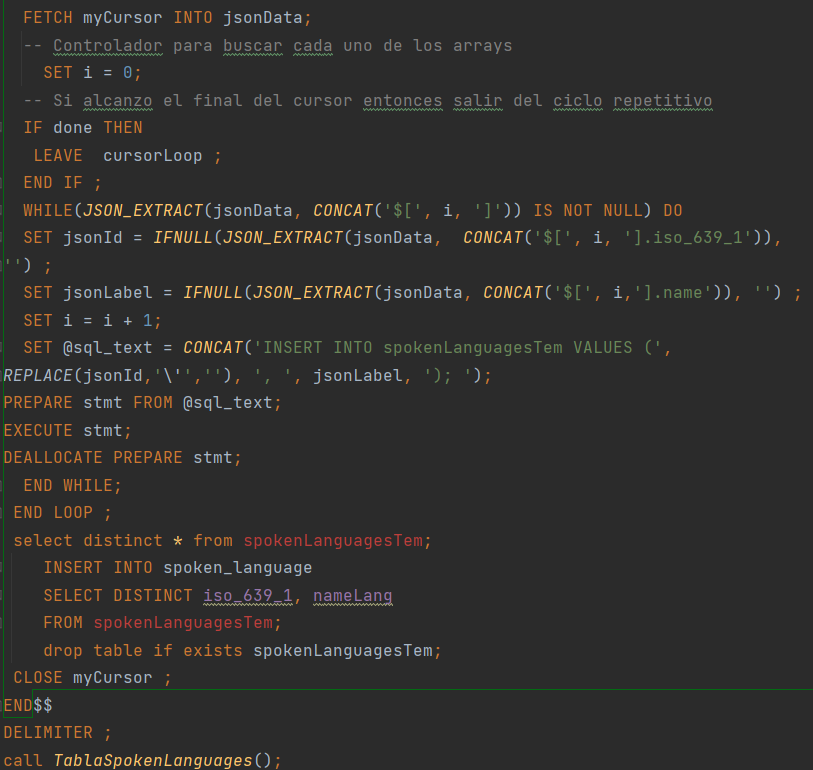 FETCH myCursor INTO jsonData;
-- Controlador para buscar cada uno de los arrays
SET i = 0;
-- Si alcanzo el final del cursor entonces salir del ciclo repetitivo
IF done THEN
LEAVE  cursorLoop ;
END IF ;
WHILE(JSON_EXTRACT(jsonData, CONCAT('$[', i, ']')) IS NOT NULL) DO
SET jsonId = IFNULL(JSON_EXTRACT(jsonData,  CONCAT('$[', i, '].iso_639_1')),
'') ;
SET jsonLabel = IFNULL(JSON_EXTRACT(jsonData, CONCAT('$[', i,'].name')), '') ;
SET i = i + 1;
SET @sql_text = CONCAT('INSERT INTO spokenLanguagesTem VALUES (',
REPLACE(jsonId,'\'',''), ', ', jsonLabel, '); ');
PREPARE stmt FROM @sql_text;
EXECUTE stmt;
DEALLOCATE PREPARE stmt;
END WHILE;
END LOOP ;
select distinct * from spokenLanguagesTem;
INSERT INTO spoken_language
SELECT DISTINCT iso_639_1, nameLang
FROM spokenLanguagesTem;
drop table if exists spokenLanguagesTem;
CLOSE myCursor ;
END$$
DELIMITER ;
call TablaSpokenLanguages();